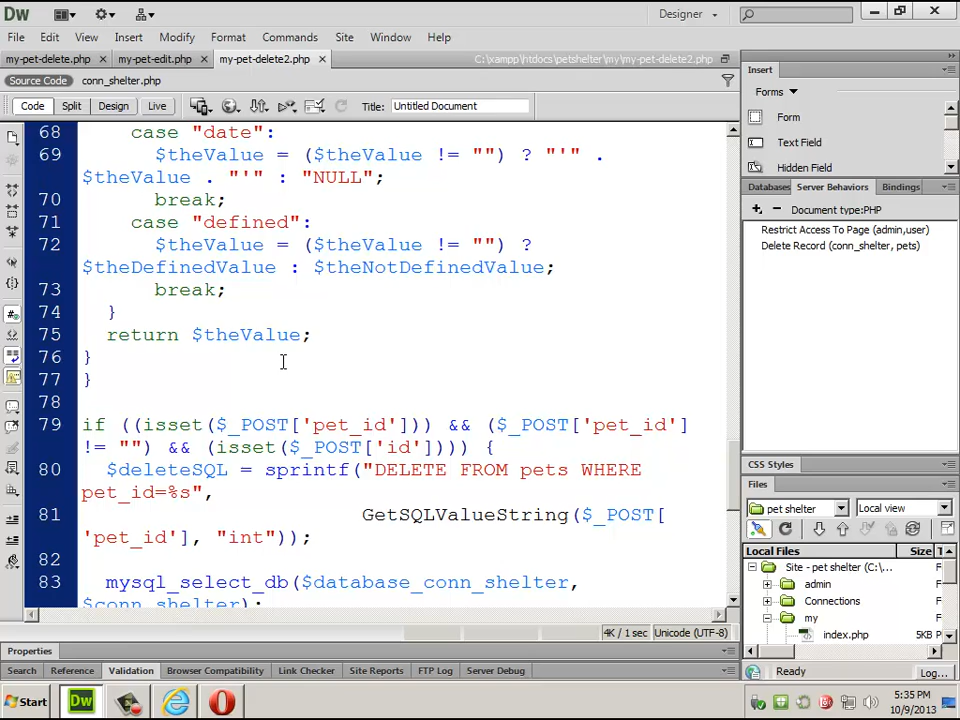 Dw
Designer
File Edit View Insert Modify Format Commands Site Window Help
my-pet-delete.php × my-pet-edit.php × my-pet-delete2.php × C:\xampp\htdocs\petshelter\my\my-pet-delete2.php
Source Code conn_shelter.php
Code Split Design Live Title: Untitled Document
68 case "date":
69 $theValue = ($theValue != "") ? "'" .
$theValue . "'" : "NULL";
70 break;
71 case "defined":
72 $theValue = ($theValue != "") ?
$theDefinedValue : $theNotDefinedValue;
73 break;
74 }
75 return $theValue;
76 }
77 }
78
79 if ((isset($_POST['pet_id'])) && ($_POST['pet_id']
!= "") && (isset($_POST['id']))) {
80 $deleteSQL = sprintf("DELETE FROM pets WHERE
pet_id=%s",
81 GetSQLValueString($_POST[
'pet_id'], "int"));
82
83 mysql_select_db($database_conn_shelter,
$conn_shelter);
4K / 1 sec Unicode (UTF-8)
Properties
Search Reference Validation Browser Compatibility Link Checker Site Reports FTP Log Server Debug
Insert
Forms
Form
Text Field
Hidden Field
Databases Server Behaviors Bindings
Document type:PHP
Restrict Access To Page (admin,user)
Delete Record (conn_shelter, pets)
CSS Styles
Files
pet shelter Local view
Local Files Size T
Site - pet shelter (C:\... F
admin F
Connections F
my F
index.php 5KB P
Ready Log...
Start Dw 5:35 PM
10/9/2013